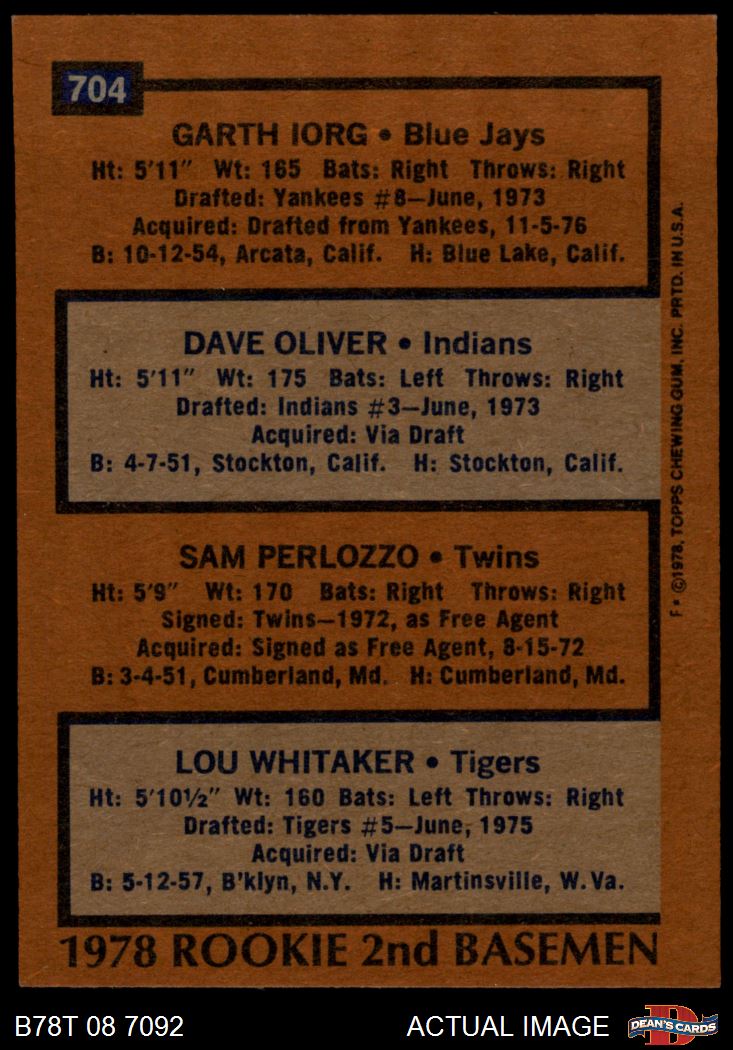 704
GARTH IORG • Blue Jays
Ht: 5'11" Wt: 165 Bats: Right Throws: Right
Drafted: Yankees #8—June, 1973
Acquired: Drafted from Yankees, 11-5-76
B: 10-12-54, Arcata, Calif. H: Blue Lake, Calif.
DAVE OLIVER • Indians
Ht: 5'11" Wt: 175 Bats: Left Throws: Right
Drafted: Indians #3—June, 1973
Acquired: Via Draft
B: 4-7-51, Stockton, Calif. H: Stockton, Calif.
SAM PERLOZZO • Twins
Ht: 5'9" Wt: 170 Bats: Right Throws: Right
Signed: Twins—1972, as Free Agent
Acquired: Signed as Free Agent, 8-15-72
B: 3-4-51, Cumberland, Md. H: Cumberland, Md.
LOU WHITAKER • Tigers
Ht: 5'10½" Wt: 160 Bats: Left Throws: Right
Drafted: Tigers #5—June, 1975
Acquired: Via Draft
B: 5-12-57, B'klyn, N.Y. H: Martinsville, W.Va.
1978 ROOKIE 2nd BASEMEN
F* ©1978, TOPPS CHEWING GUM, INC. PRTD. IN U.S.A.
B78T 08 7092
ACTUAL IMAGE
D
DEAN'S CARDS